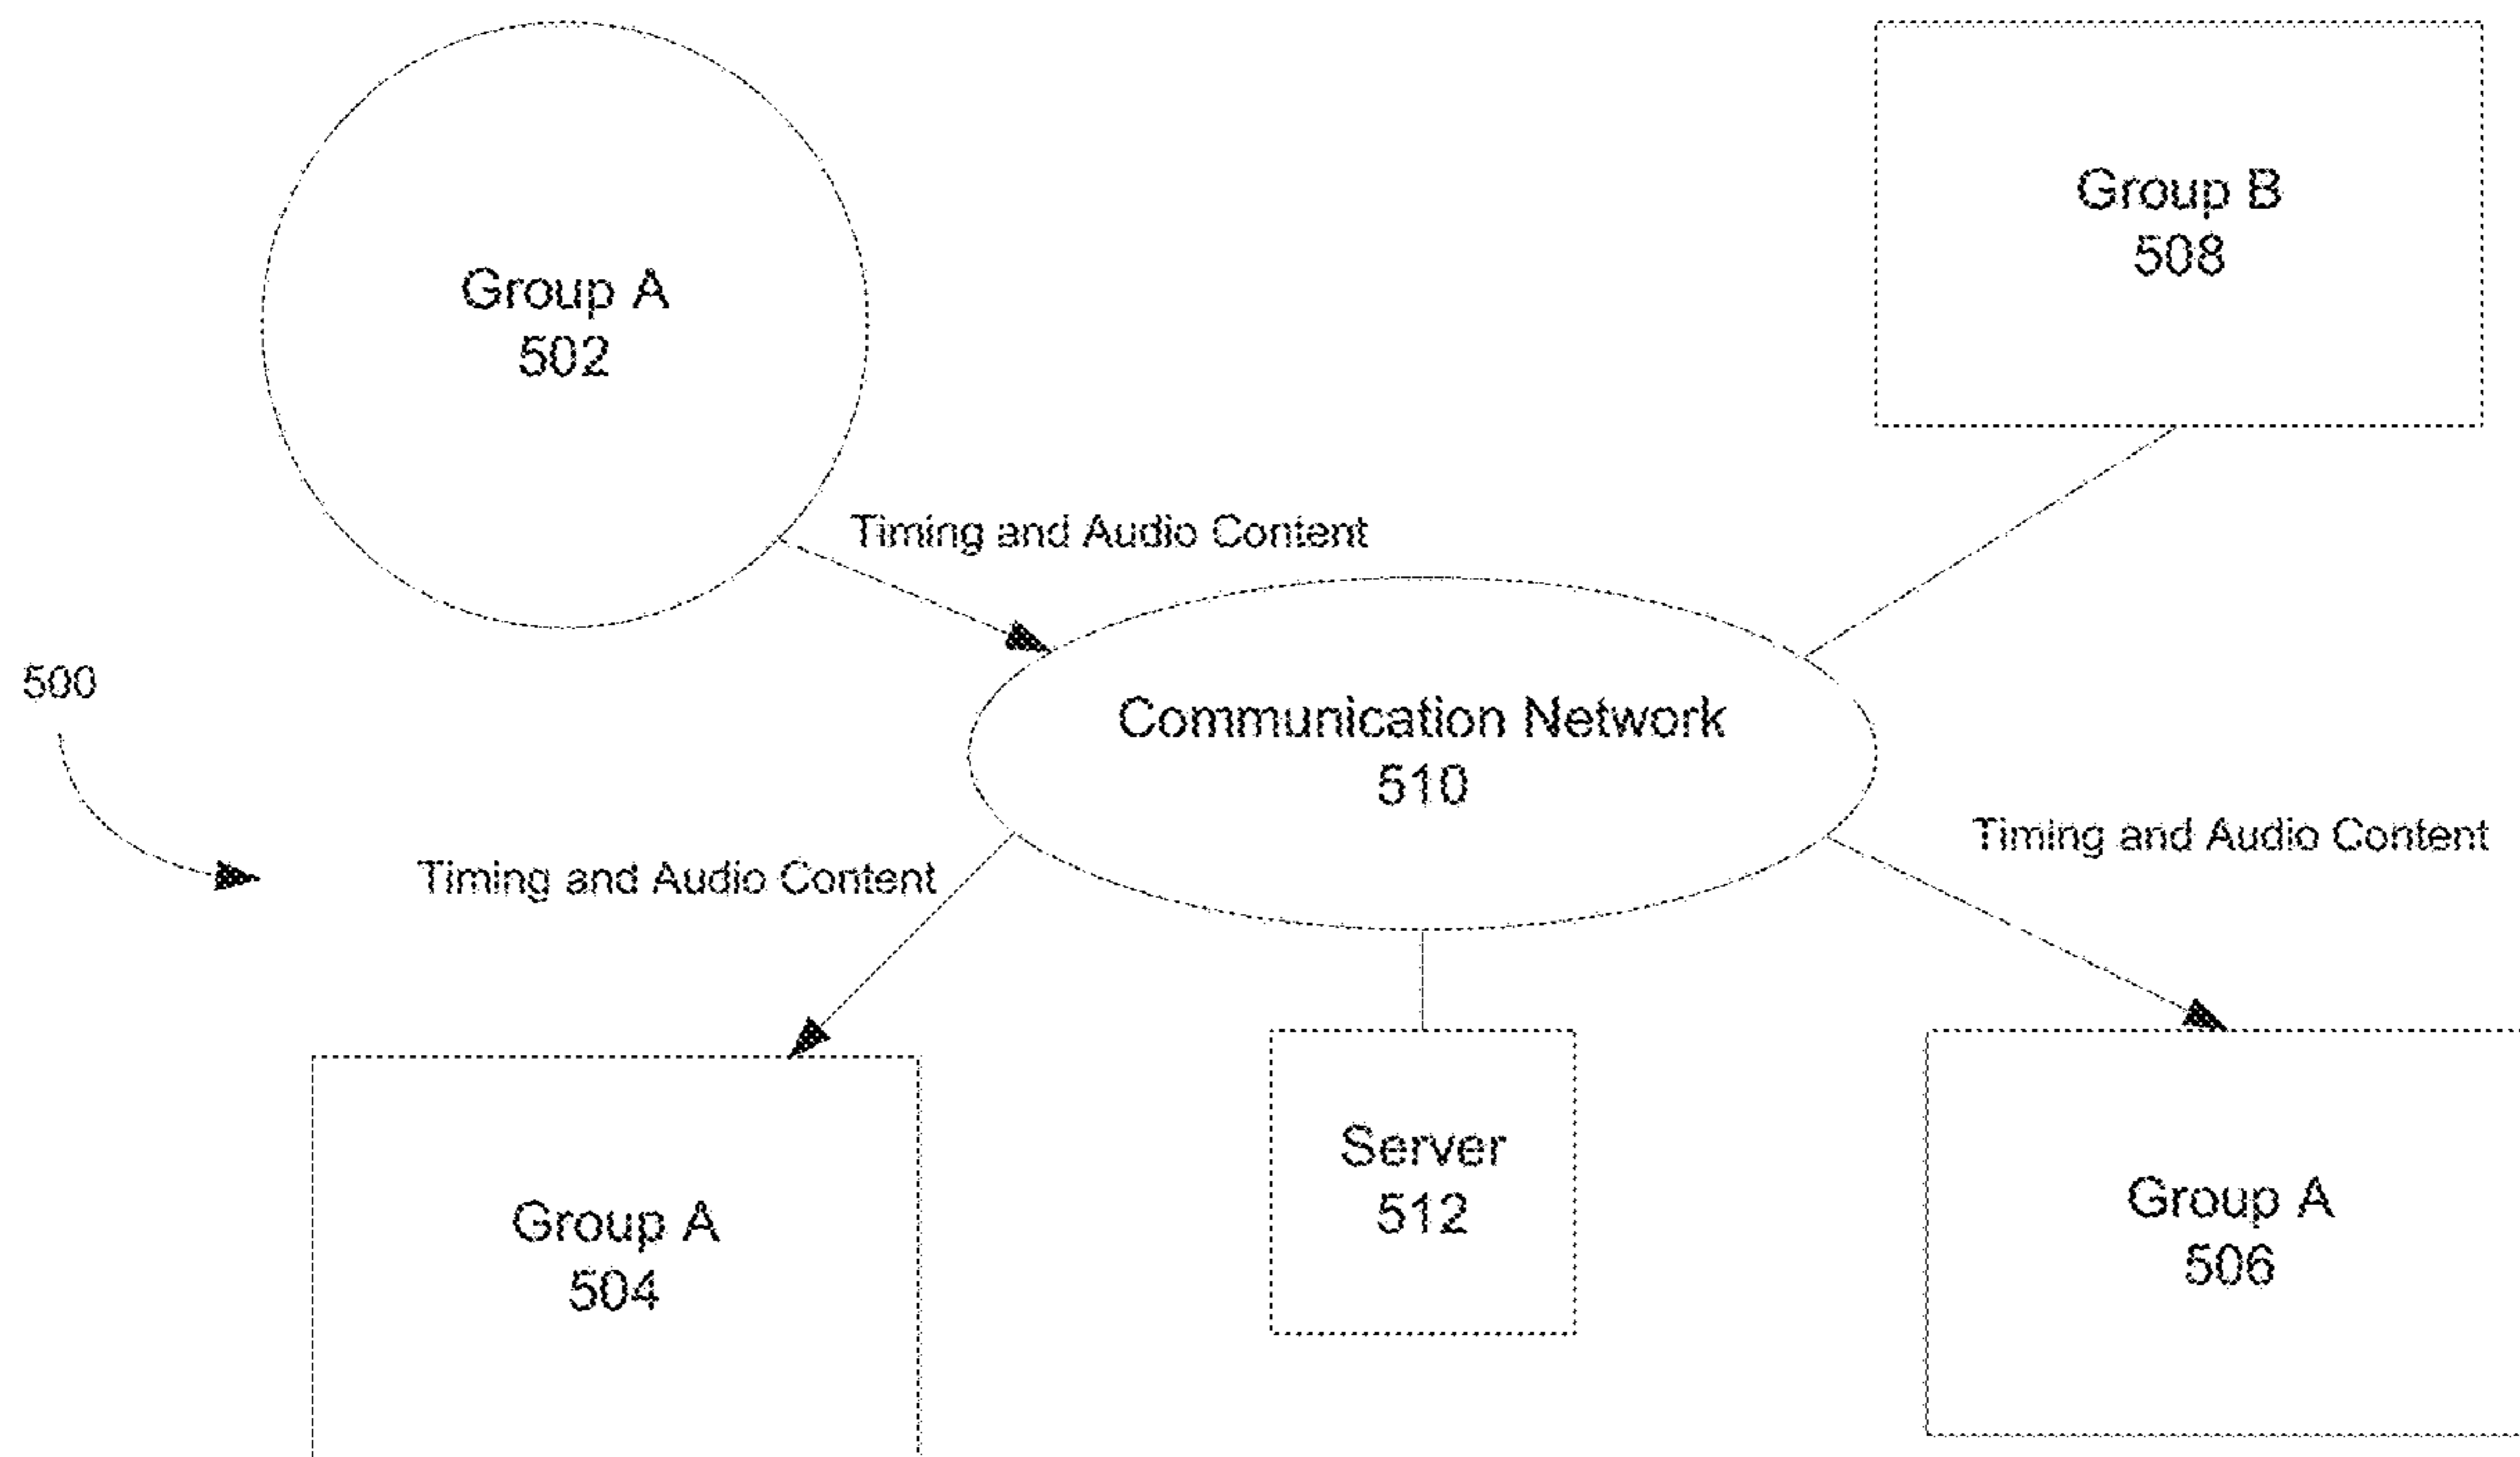 Group A
502
Group B
508
Timing and Audio Content
500
Communication Network
510
Timing and Audio Content
Timing and Audio Content
Group A
504
Server
512
Group A
506